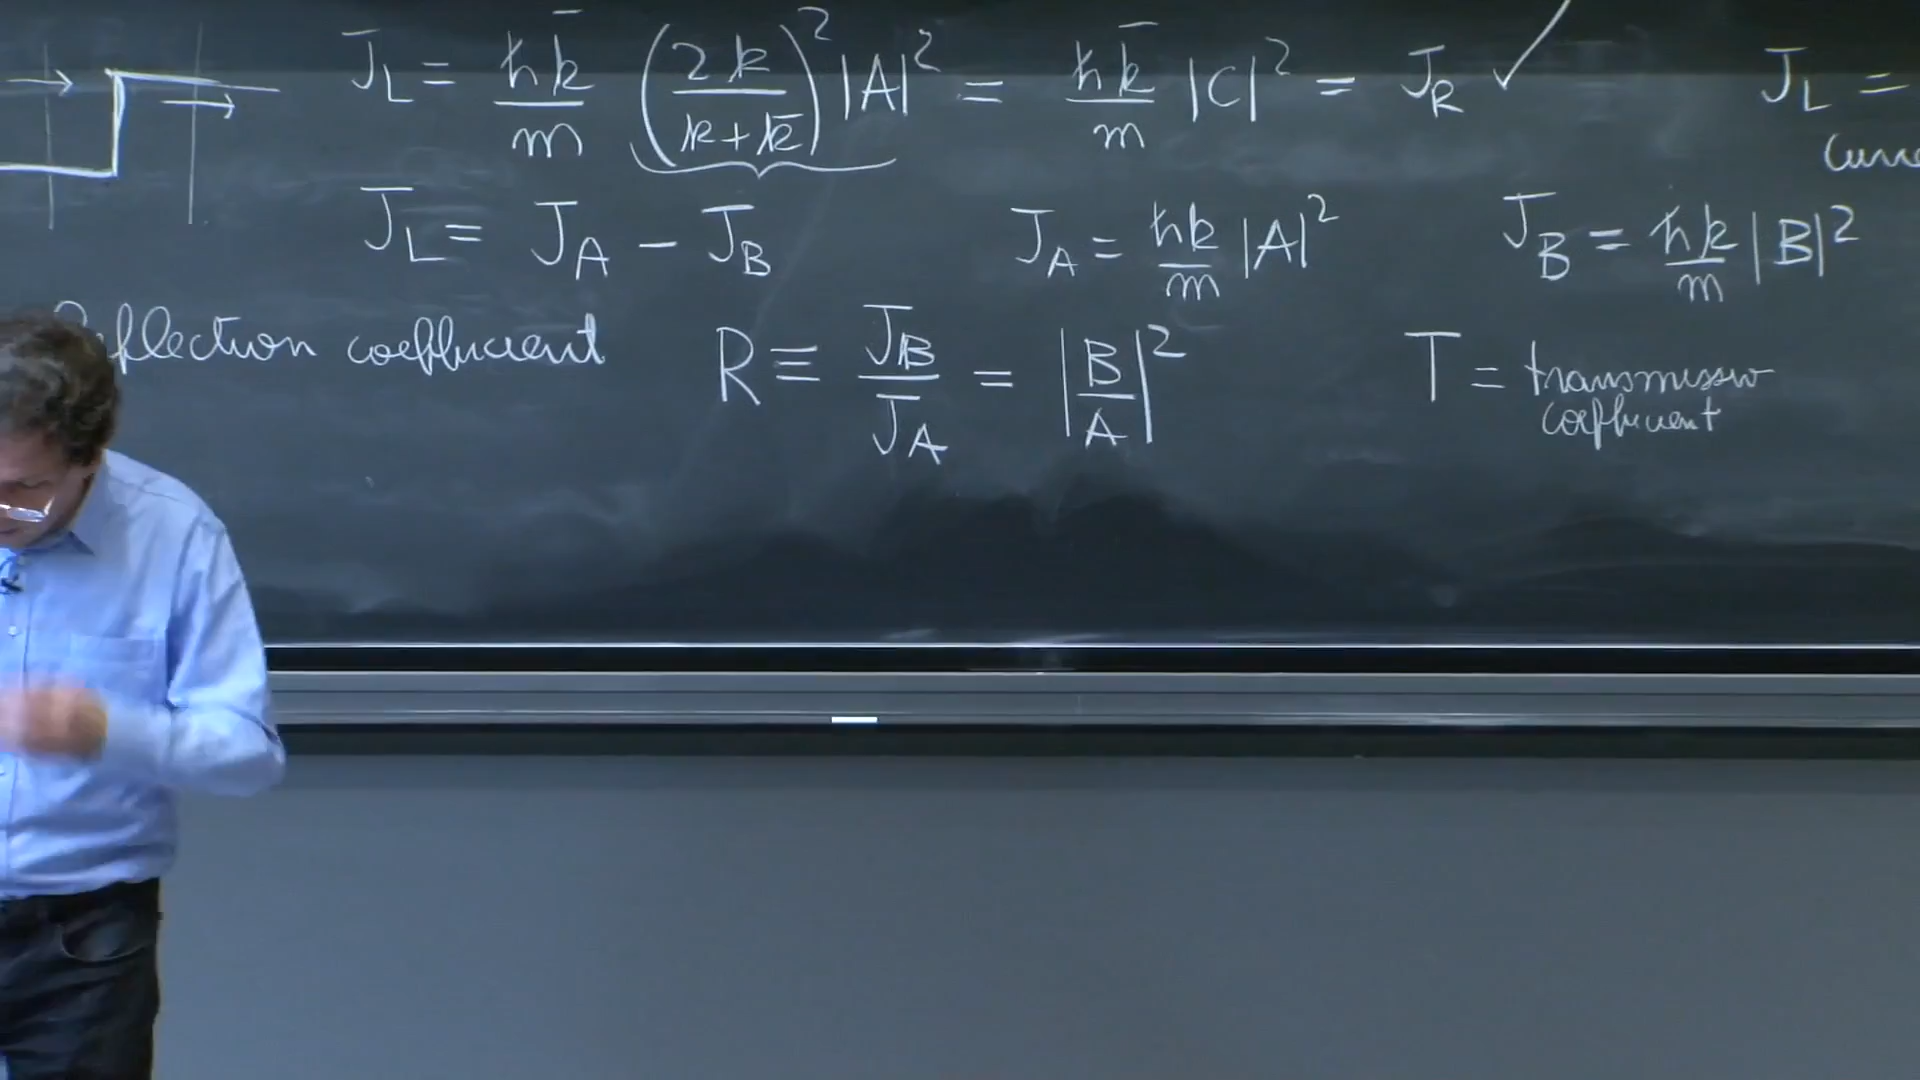 J_L = ħk̄/m (2k/(k+k̄))² |A|² = ħk̄/m |C|² = J_R ✓ J_L =
J_L = J_A − J_B J_A = ħk/m |A|² J_B = ħk/m |B|²
coefficient R ≡ J_B/J_A = |B/A|² T = transmission
coefficient